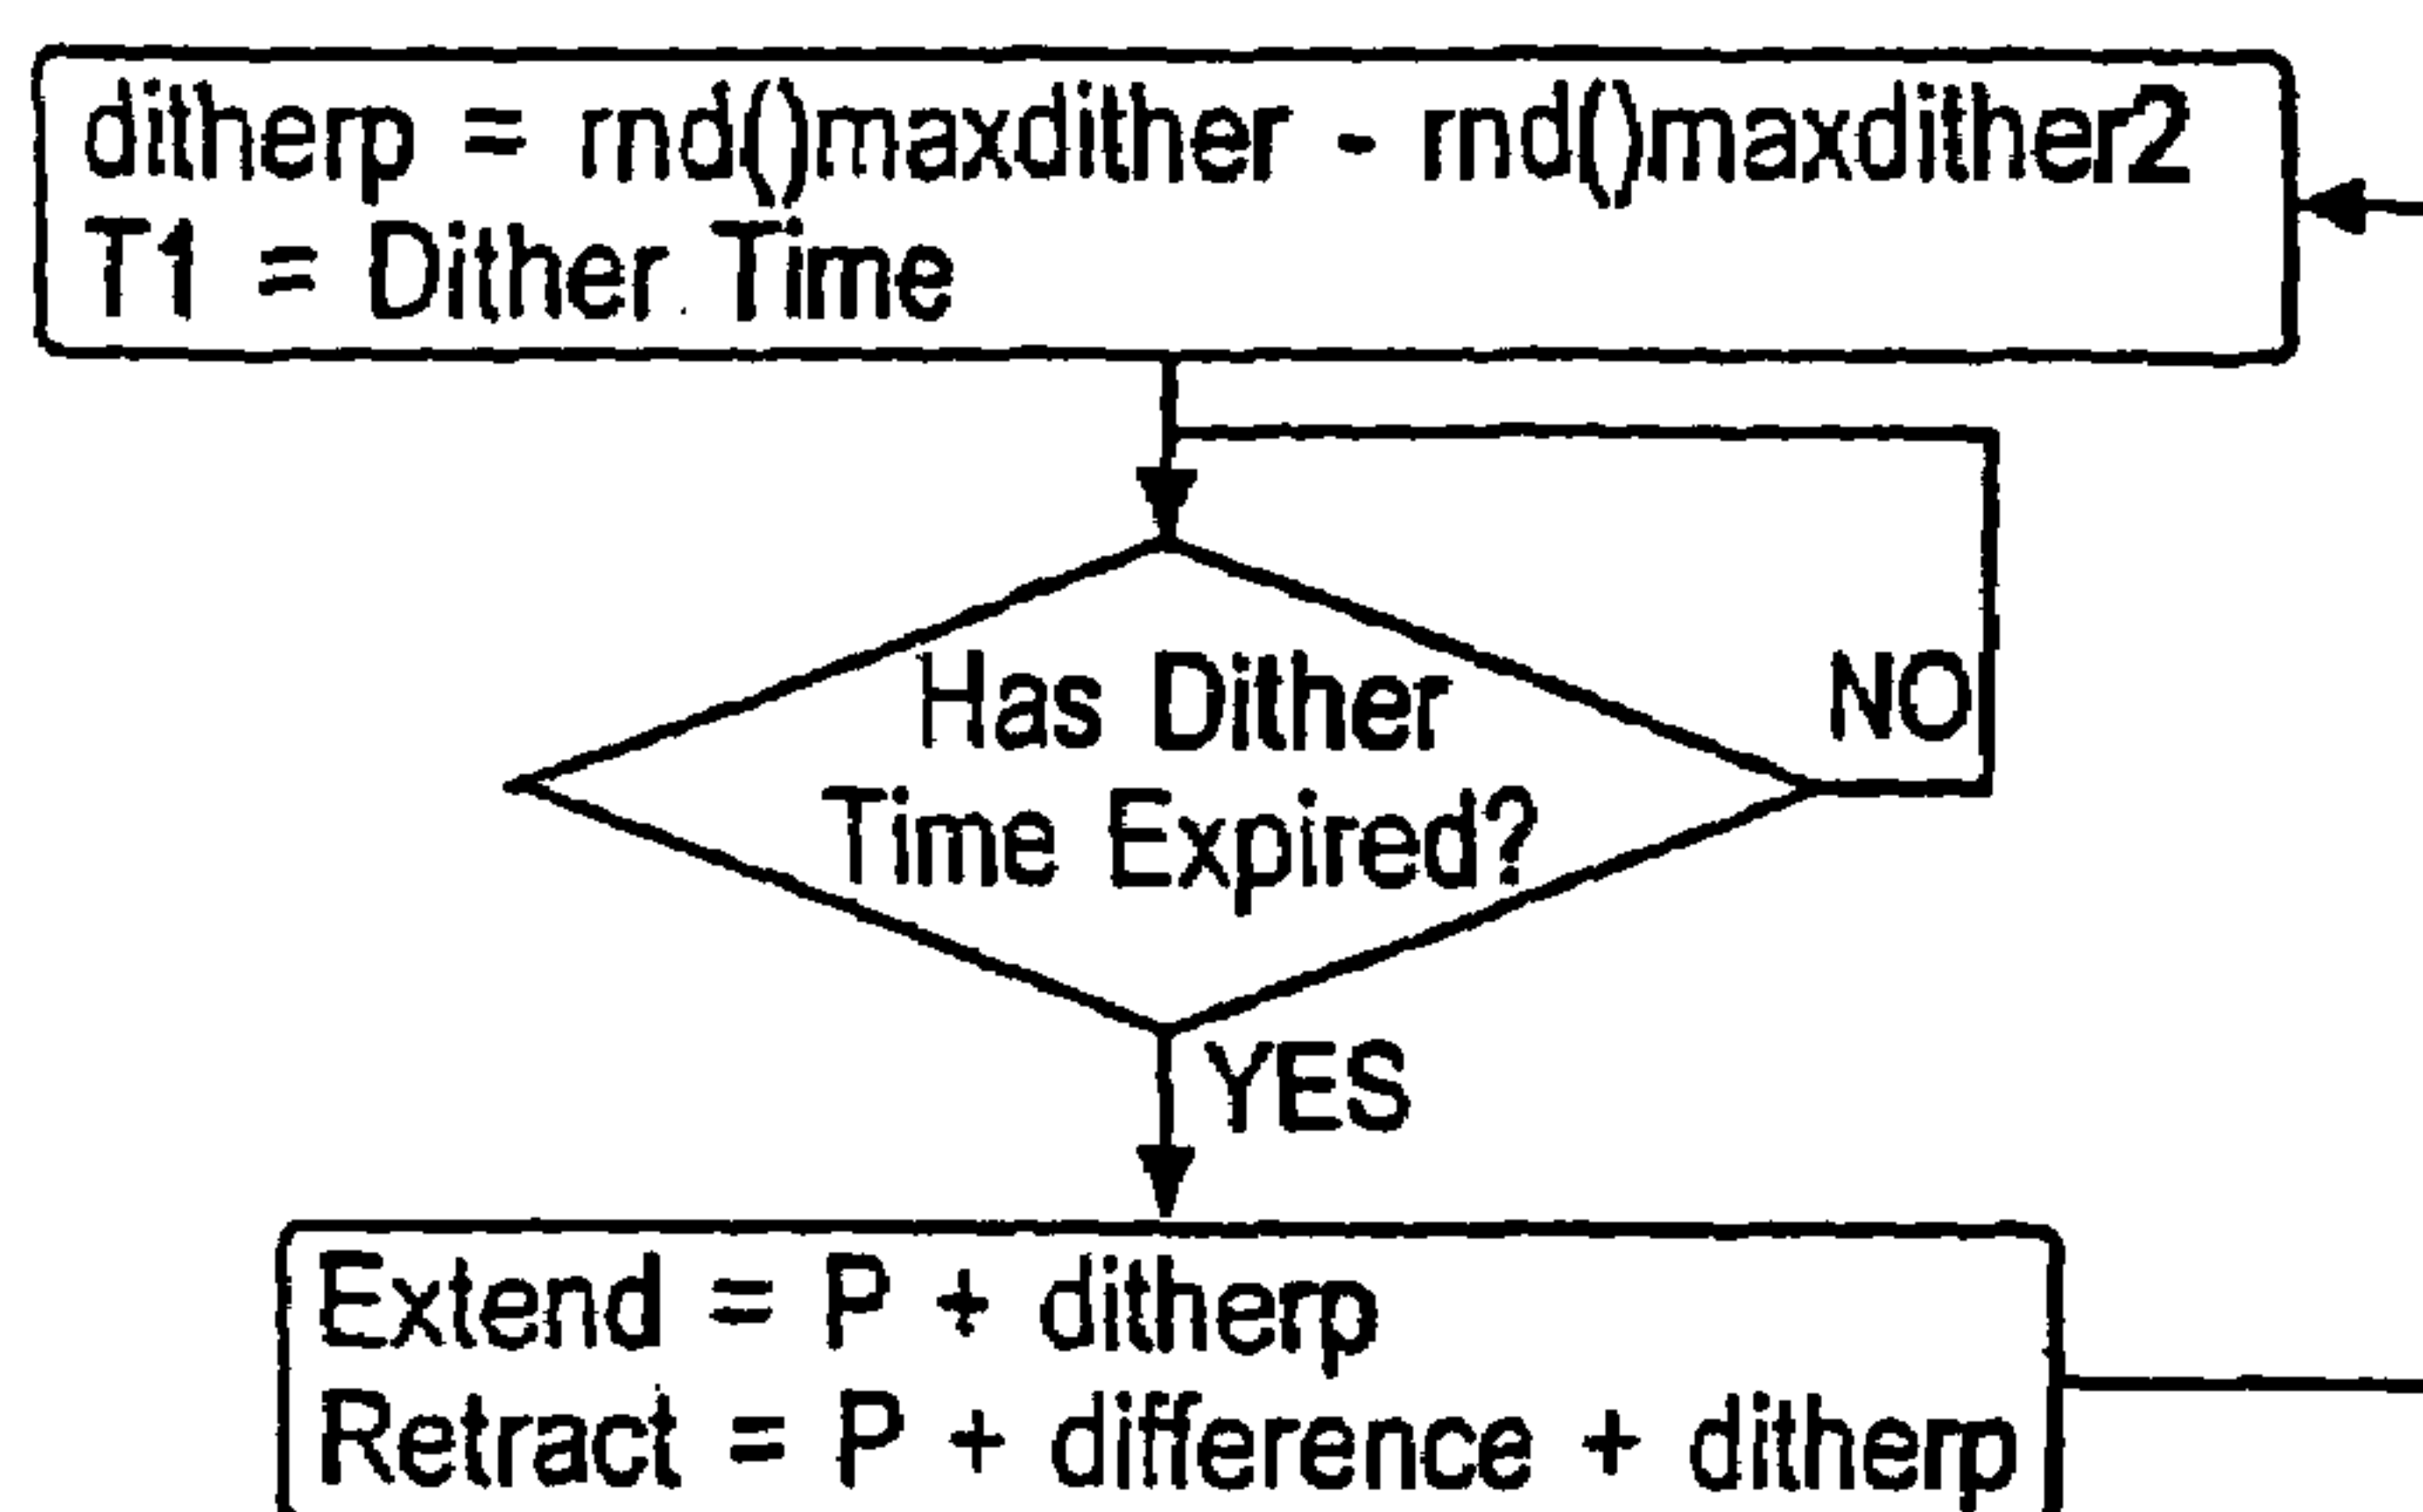 ditherp = rnd()maxdither - rnd()maxdither2
T1 = Dither Time
Has Dither
NO
Time Expired?
YES
Extend = P + ditherp
Retract = P + difference + ditherp